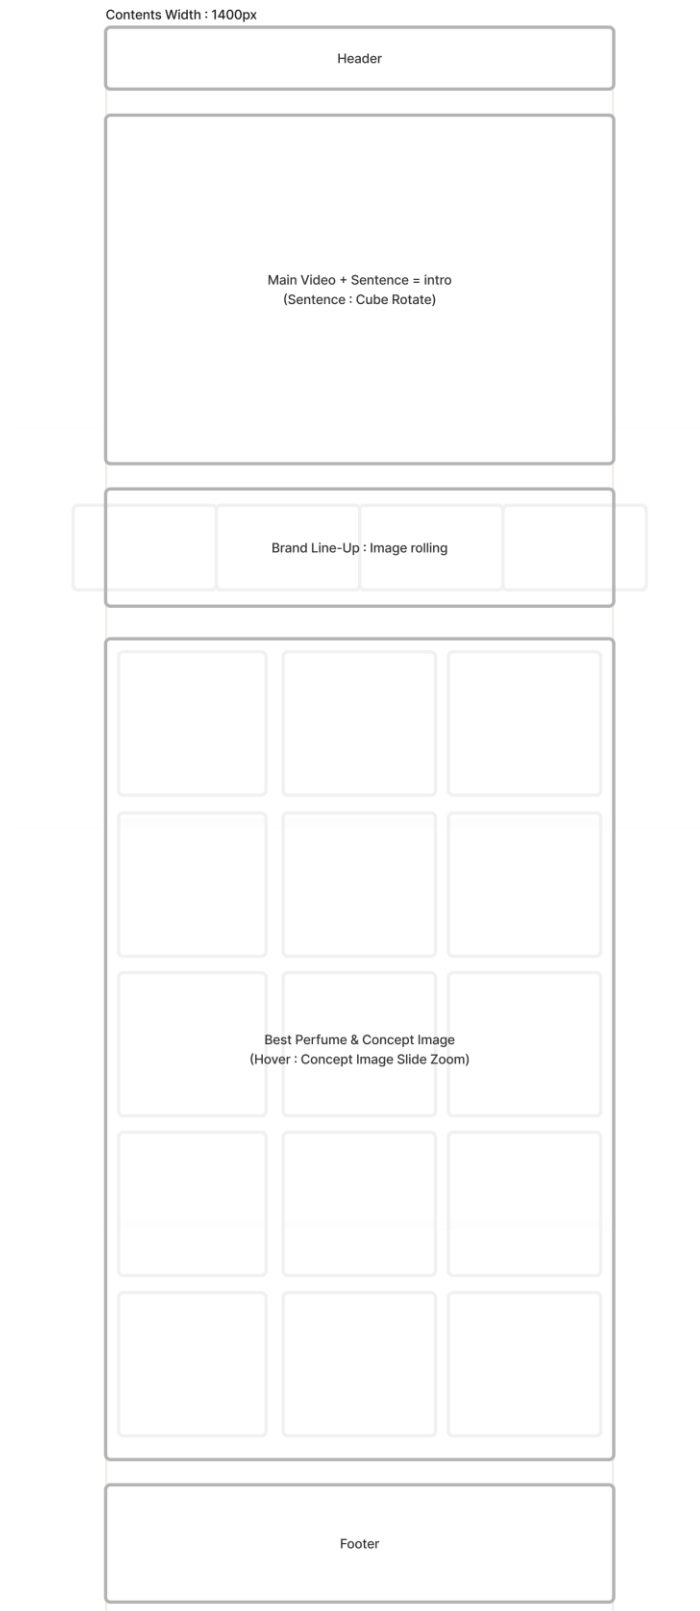 Contents Width : 1400px
Header
Main Video + Sentence = intro
(Sentence : Cube Rotate)
Brand Line-Up : Image rolling
Best Perfume & Concept Image
(Hover : Concept Image Slide Zoom)
Footer